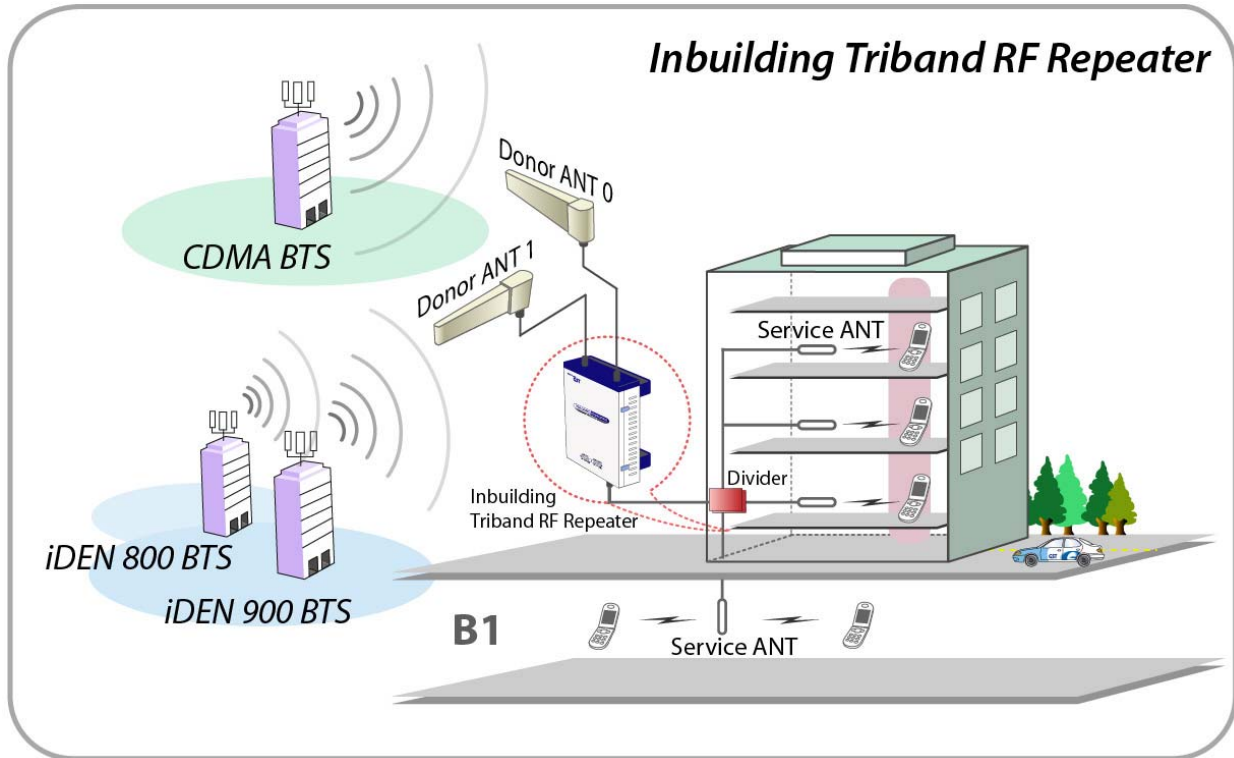 Inbuilding Triband RF Repeater
Donor ANT 0
CDMA BTS
Donor ANT 1
Service ANT
Divider
Inbuilding
Triband RF Repeater
iDEN 800 BTS
iDEN 900 BTS
B1
Service ANT